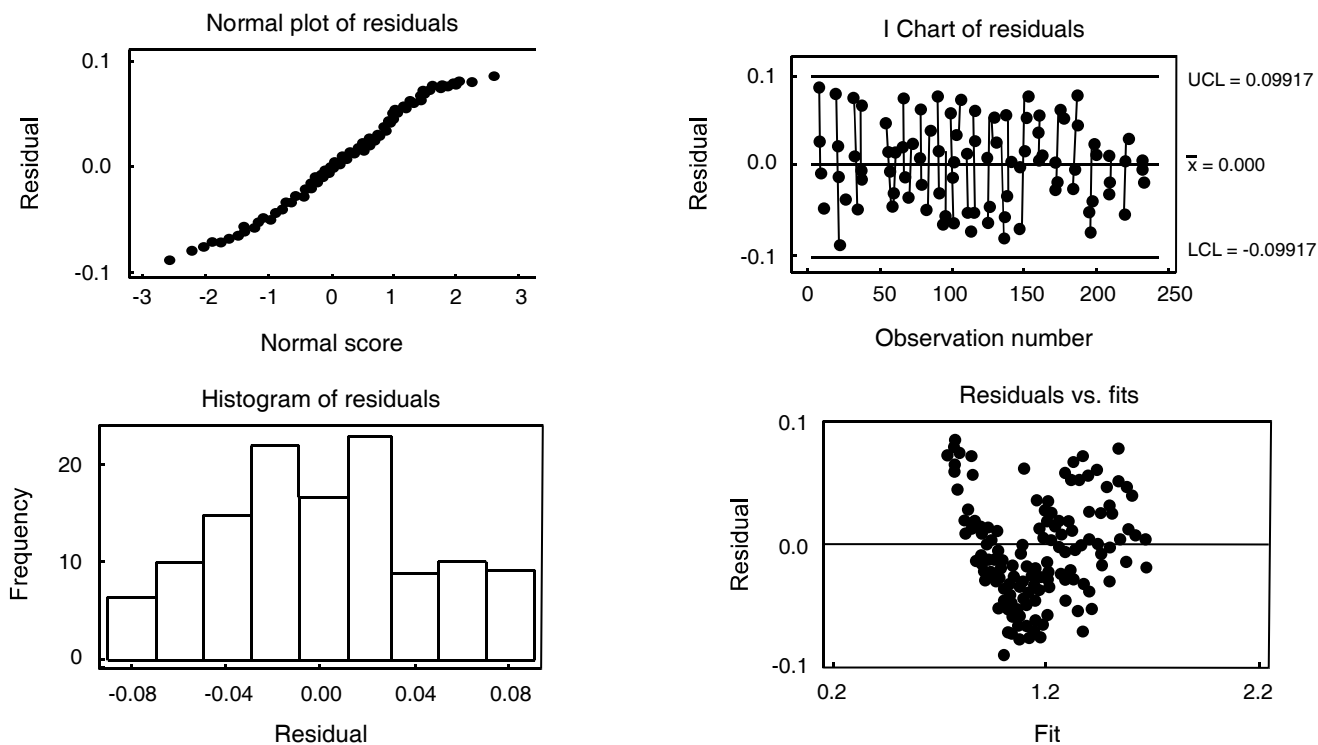 Normal plot of residuals
0.1
0.0
-0.1
Residual
-3 -2 -1 0 1 2 3
Normal score
I Chart of residuals
0.1
0.0
-0.1
Residual
UCL = 0.09917
x̄ = 0.000
LCL = -0.09917
0 50 100 150 200 250
Observation number
Histogram of residuals
20
10
0
Frequency
-0.08 -0.04 0.00 0.04 0.08
Residual
Residuals vs. fits
0.1
0.0
-0.1
Residual
0.2 1.2 2.2
Fit